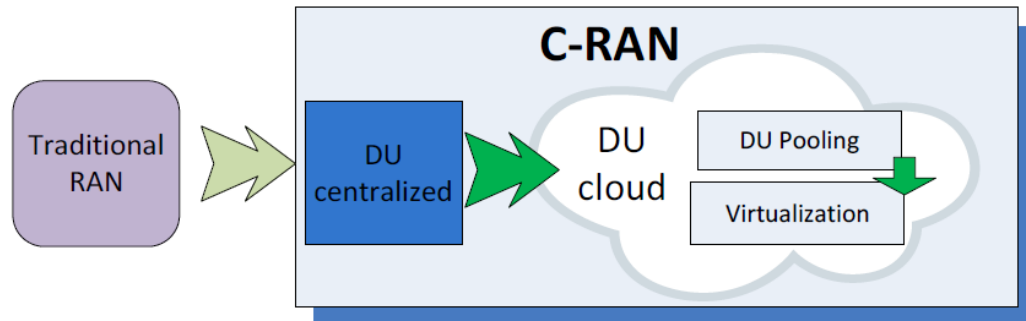 C-RAN
Traditional
RAN
DU
centralized
DU
cloud
DU Pooling
Virtualization